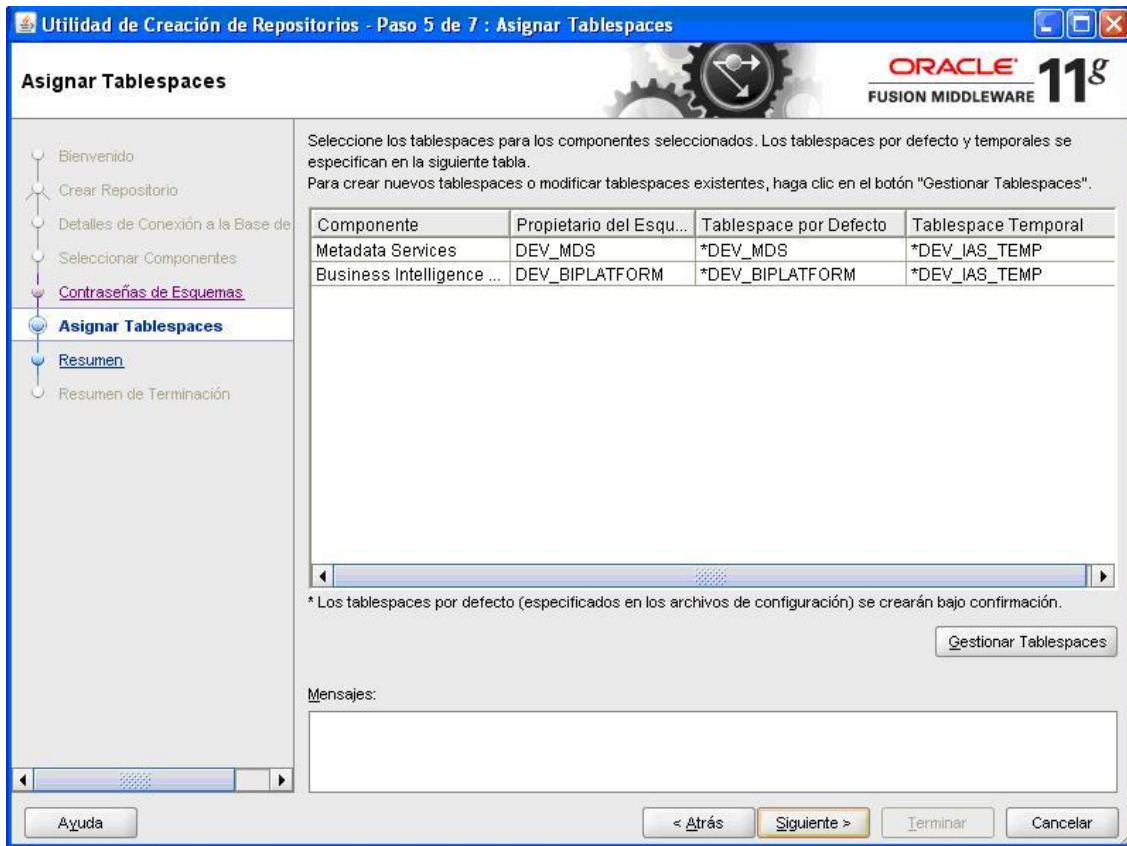 Utilidad de Creación de Repositorios - Paso 5 de 7 : Asignar Tablespaces
Asignar Tablespaces
ORACLE
FUSION MIDDLEWARE
11g
Bienvenido
Crear Repositorio
Detalles de Conexión a la Base de
Seleccionar Componentes
Contraseñas de Esquemas
Asignar Tablespaces
Resumen
Resumen de Terminación
Seleccione los tablespaces para los componentes seleccionados. Los tablespaces por defecto y temporales se
especifican en la siguiente tabla.
Para crear nuevos tablespaces o modificar tablespaces existentes, haga clic en el botón "Gestionar Tablespaces".
Componente Propietario del Esqu... Tablespace por Defecto Tablespace Temporal
Metadata Services DEV_MDS *DEV_MDS *DEV_IAS_TEMP
Business Intelligence ... DEV_BIPLATFORM *DEV_BIPLATFORM *DEV_IAS_TEMP
* Los tablespaces por defecto (especificados en los archivos de configuración) se crearán bajo confirmación.
Gestionar Tablespaces
Mensajes:
Ayuda < Atrás Siguiente > Terminar Cancelar